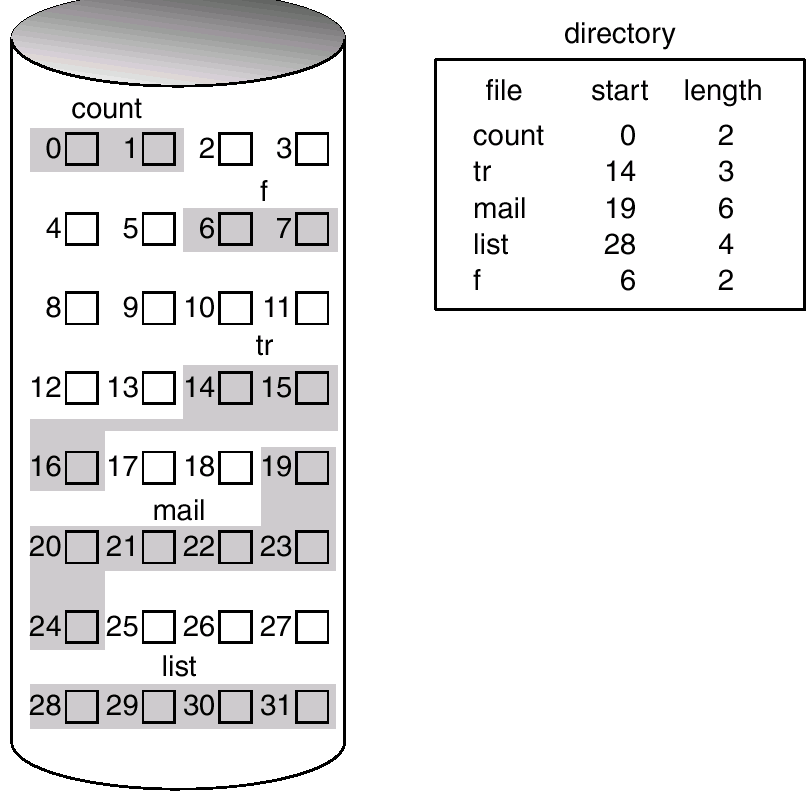 count
0 1 2 3
f
4 5 6 7
8 9 10 11
tr
12 13 14 15
16 17 18 19
mail
20 21 22 23
24 25 26 27
list
28 29 30 31
directory
file start length
count 0 2
tr 14 3
mail 19 6
list 28 4
f 6 2